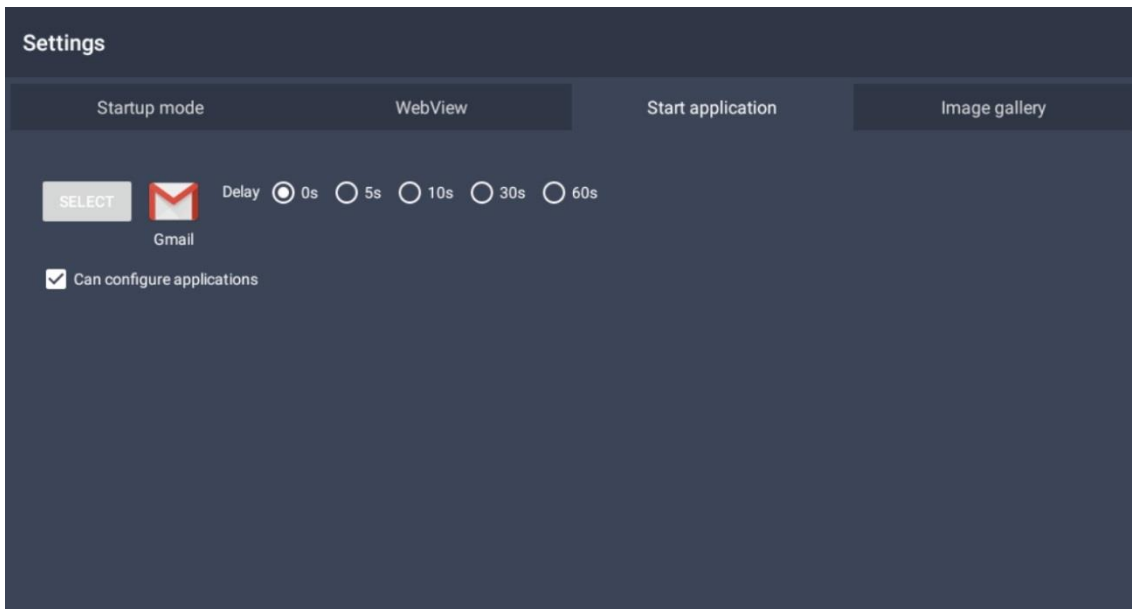 Settings
Startup mode WebView Start application Image gallery
SELECT Delay 0s 5s 10s 30s 60s
Gmail
Can configure applications